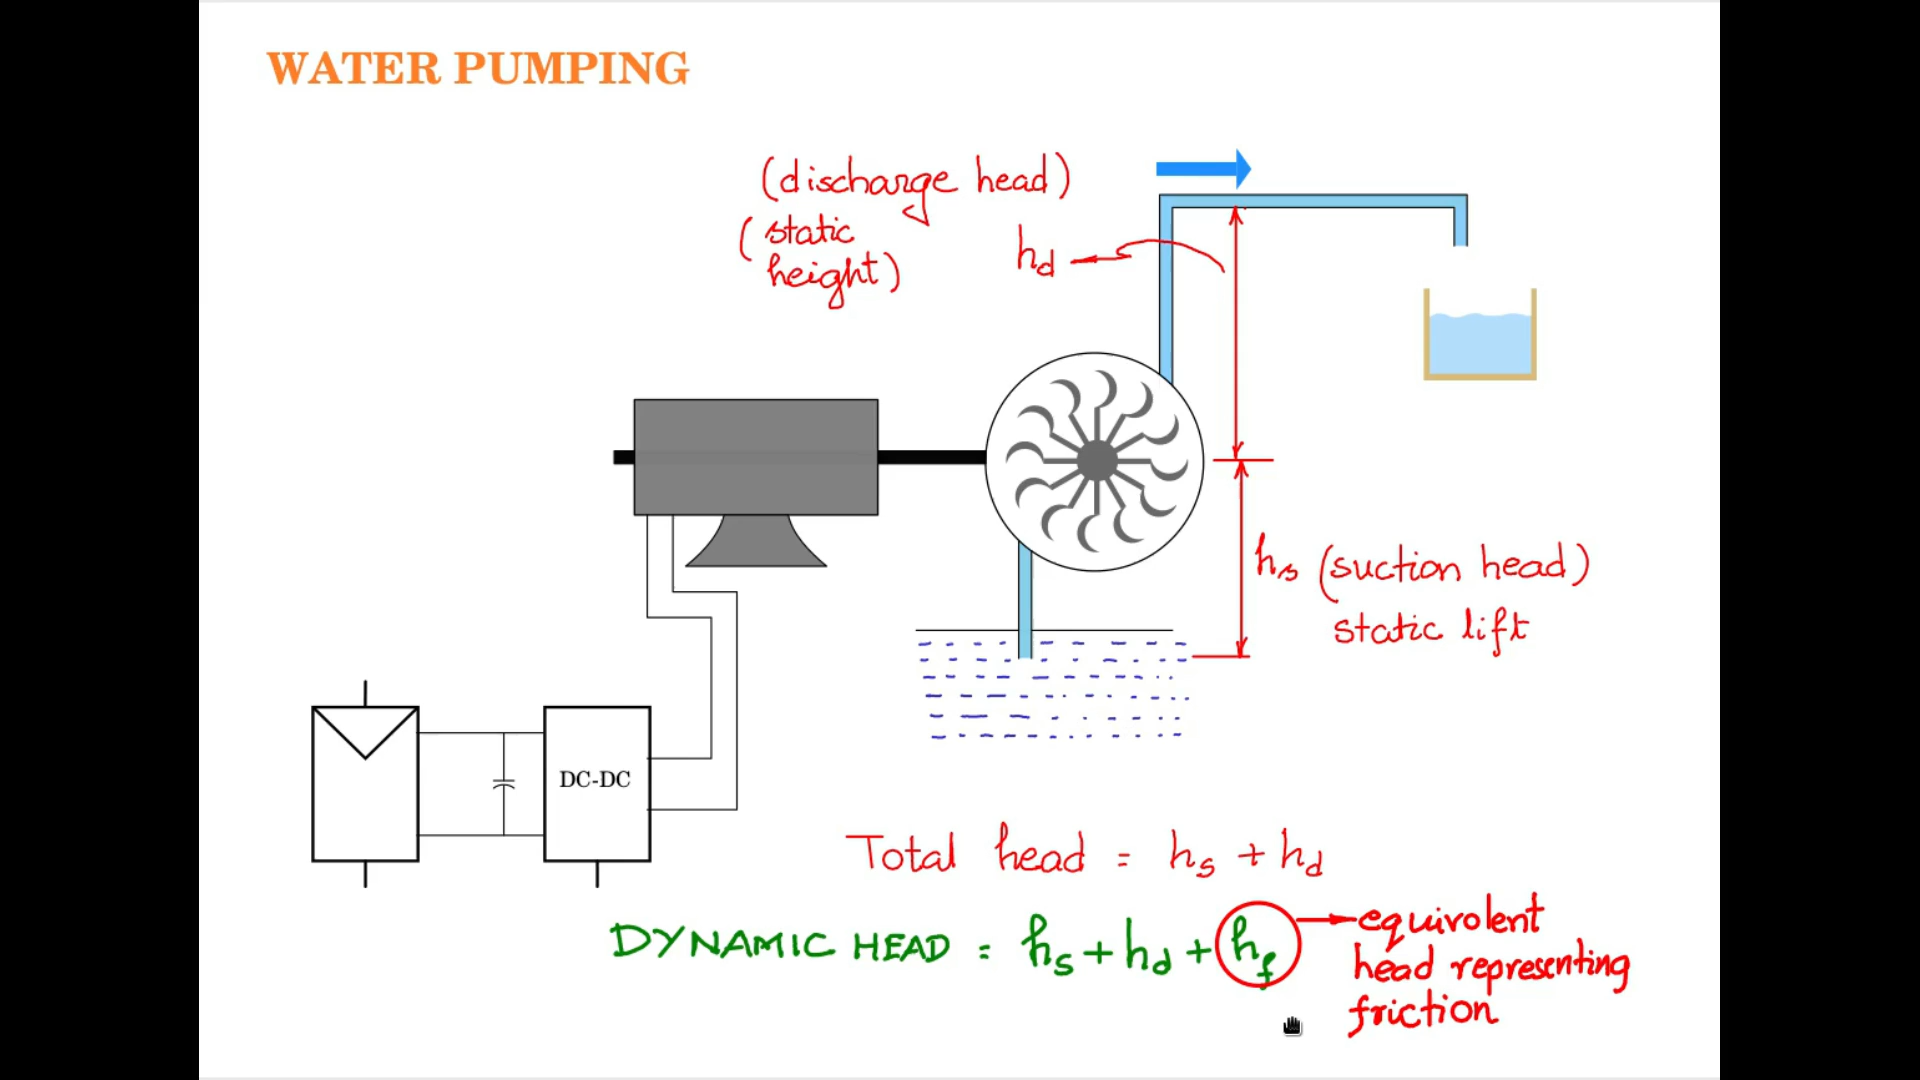 WATER PUMPING
(discharge head)
(static
height)
hd
hs (suction head)
static lift
DC-DC
Total head = hs + hd
DYNAMIC HEAD = hs + hd + hf
equivolent
head representing
friction